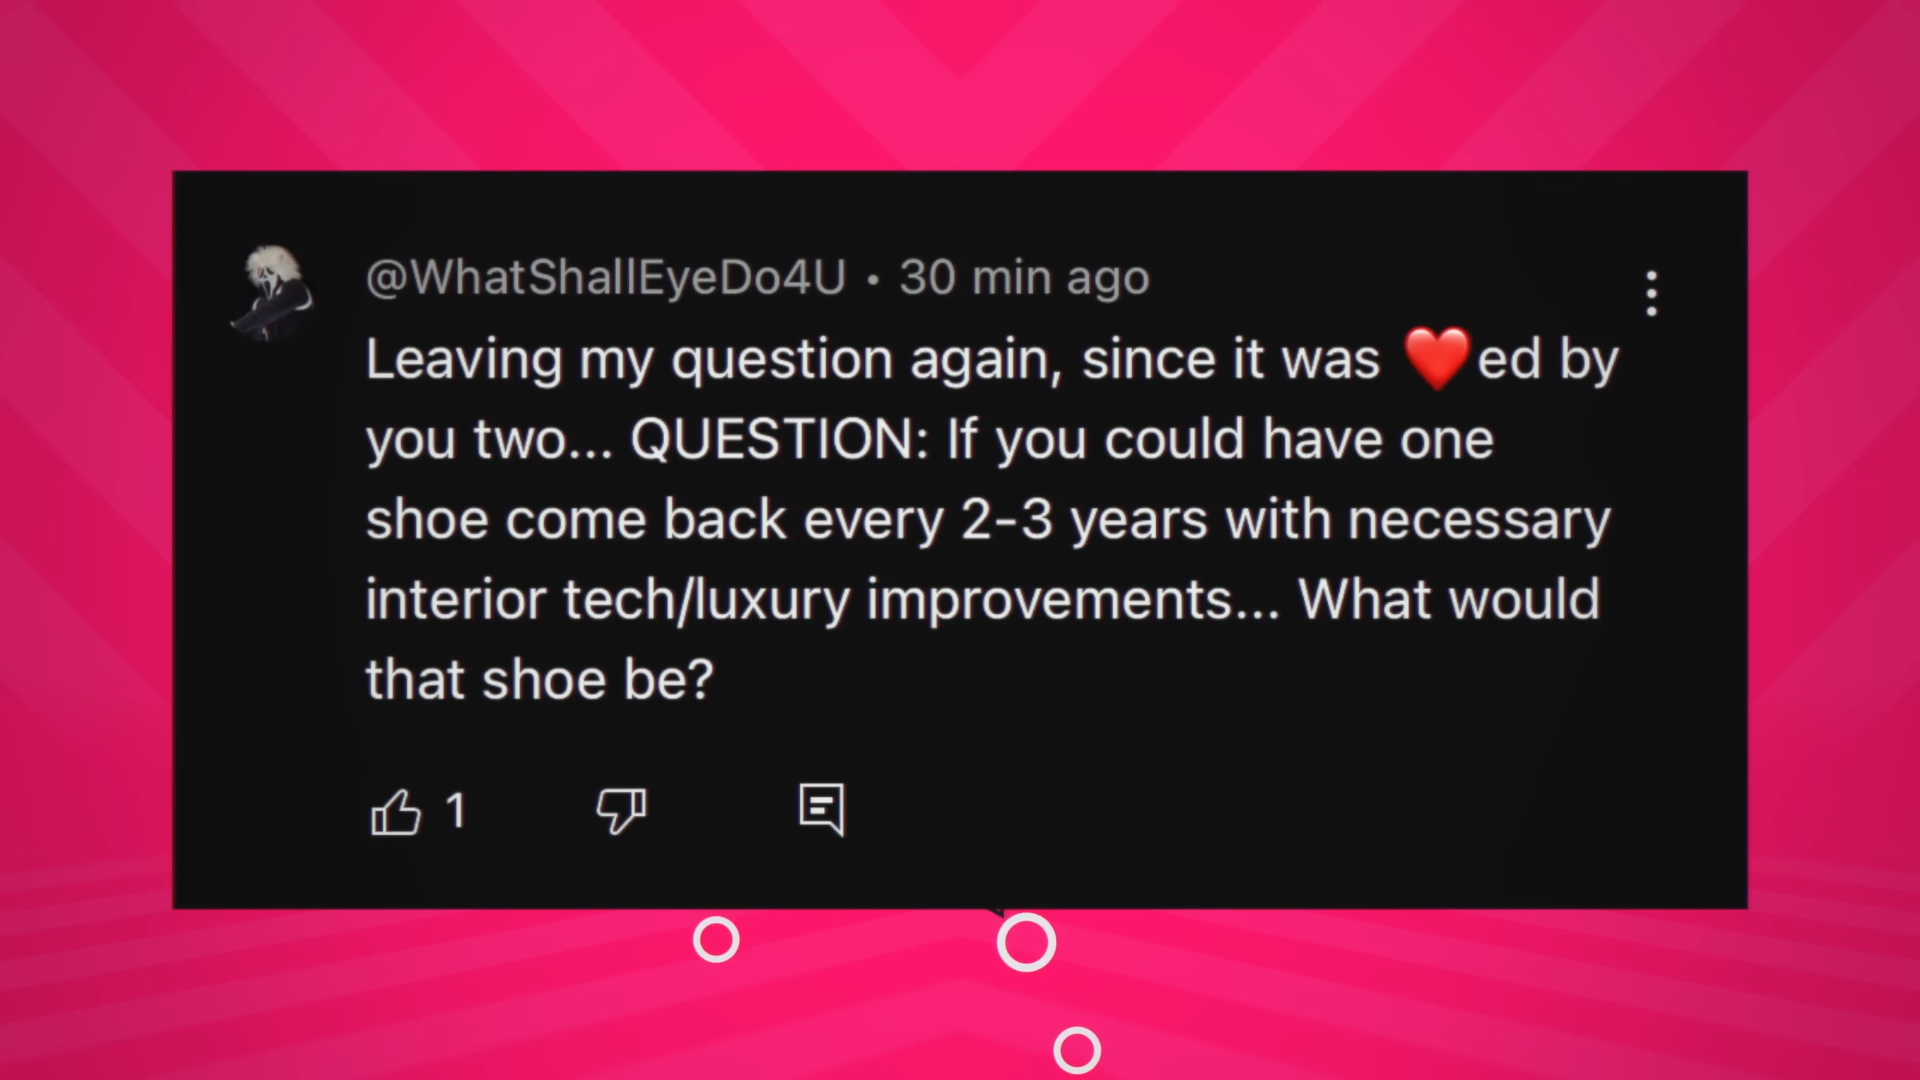 @WhatShallEyeDo4U • 30 min ago
Leaving my question again, since it was ❤️ed by
you two... QUESTION: If you could have one
shoe come back every 2-3 years with necessary
interior tech/luxury improvements... What would
that shoe be?
1